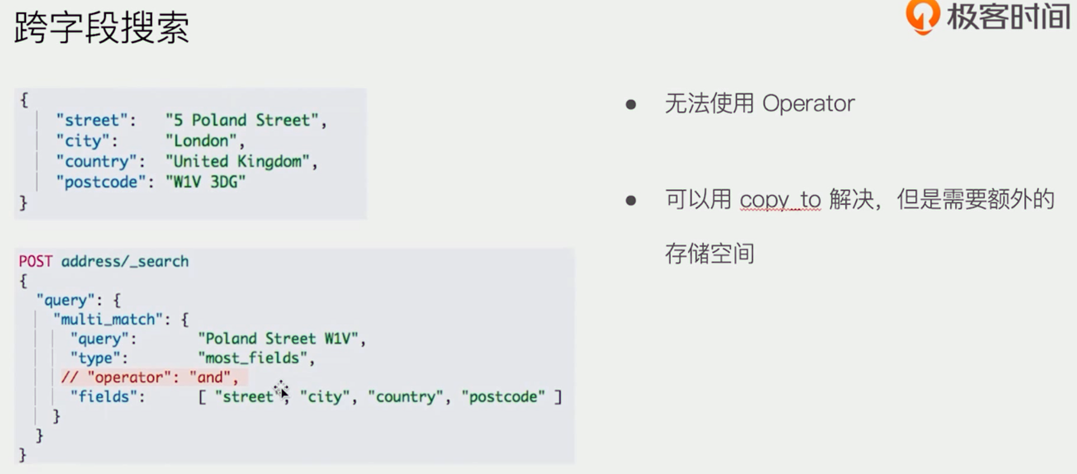 跨字段搜索
极客时间
{
"street": "5 Poland Street",
"city": "London",
"country": "United Kingdom",
"postcode": "W1V 3DG"
}
POST address/_search
{
"query": {
"multi_match": {
"query": "Poland Street W1V",
"type": "most_fields",
// "operator": "and",
"fields": [ "street", "city", "country", "postcode" ]
}
}
}
● 无法使用 Operator
● 可以用 copy_to 解决，但是需要额外的
存储空间